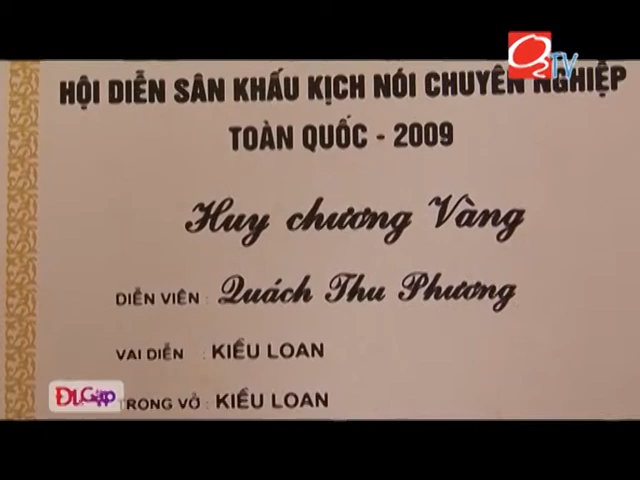 O2TV
HỘI DIỄN SÂN KHẤU KỊCH NÓI CHUYÊN NGHIỆP
TOÀN QUỐC - 2009
Huy chương Vàng
DIỄN VIÊN : Quách Thu Phương
VAI DIỄN : KIỀU LOAN
TRONG VỞ : KIỀU LOAN